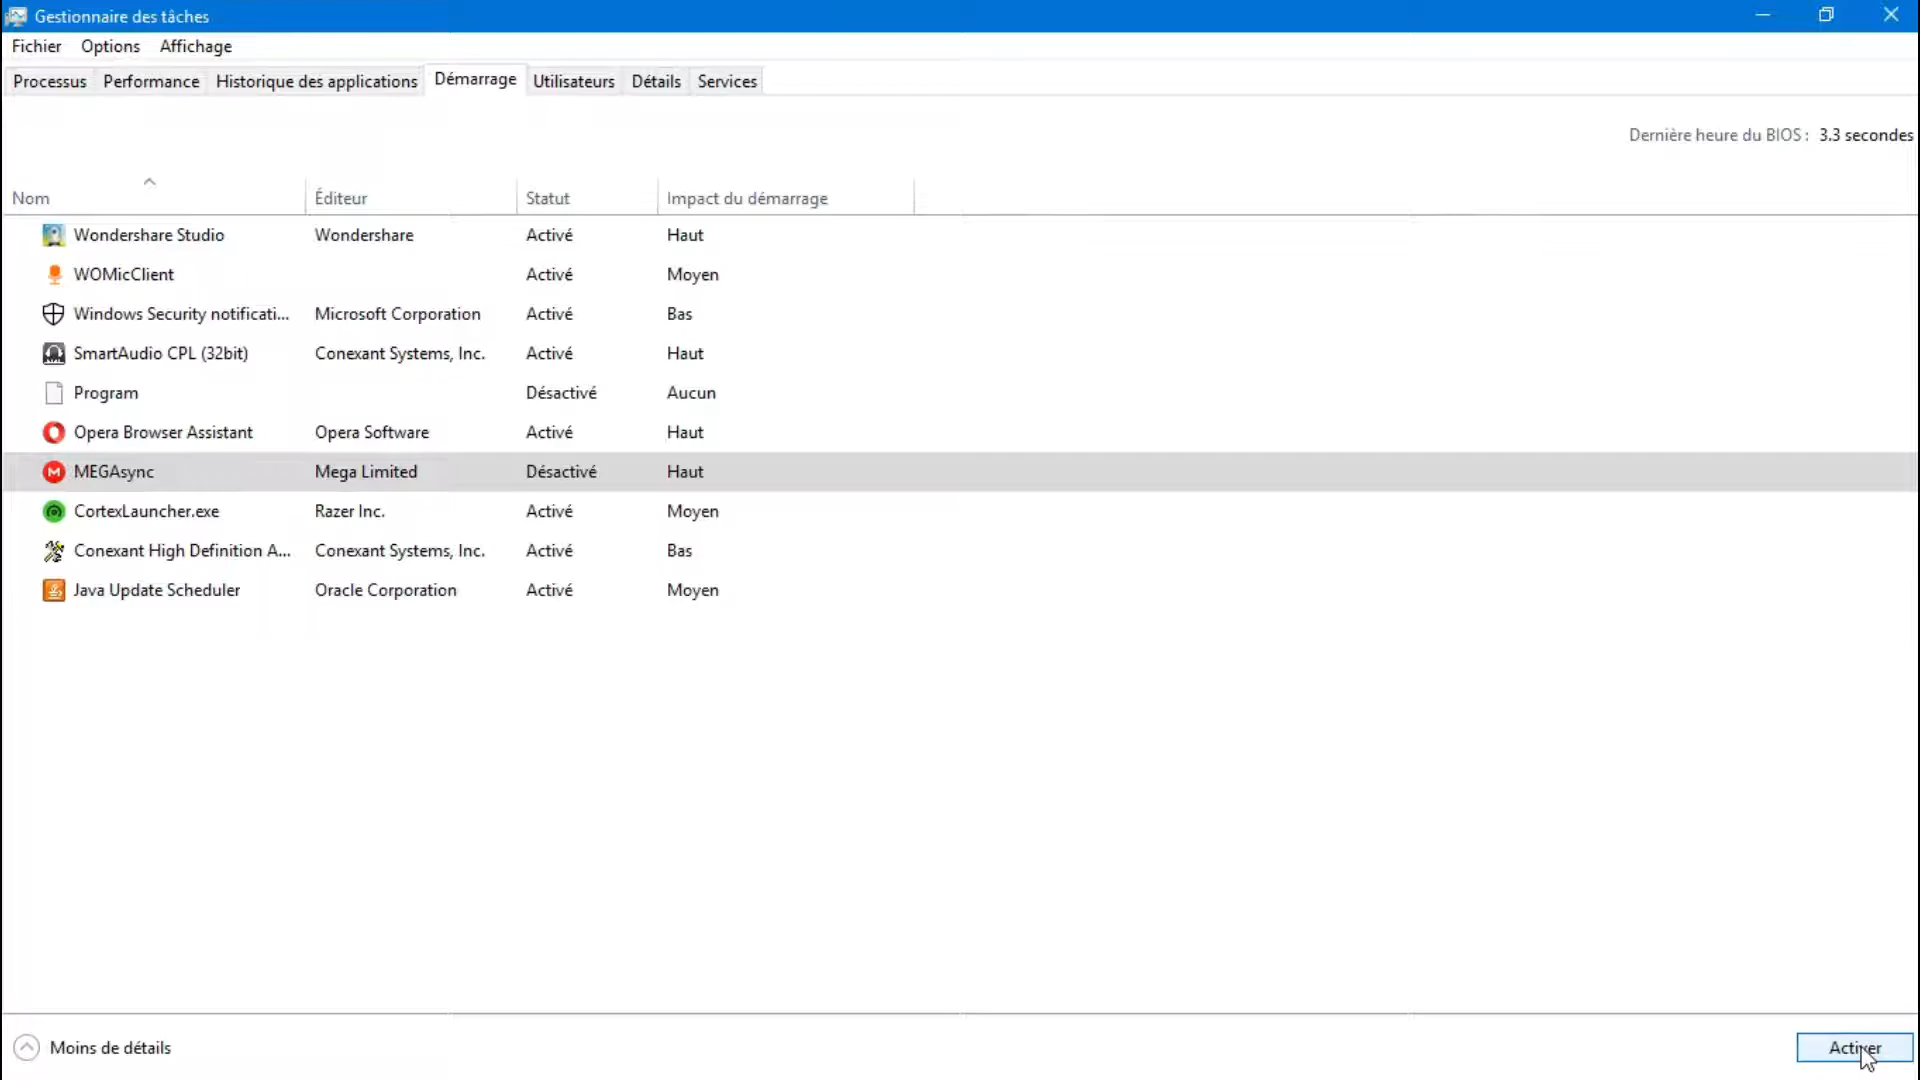 Gestionnaire des tâches
Fichier Options Affichage
Processus Performance Historique des applications Démarrage Utilisateurs Détails Services
Dernière heure du BIOS : 3.3 secondes
Nom Éditeur Statut Impact du démarrage
Wondershare Studio Wondershare Activé Haut
WOMicClient Activé Moyen
Windows Security notificati... Microsoft Corporation Activé Bas
SmartAudio CPL (32bit) Conexant Systems, Inc. Activé Haut
Program Désactivé Aucun
Opera Browser Assistant Opera Software Activé Haut
MEGAsync Mega Limited Désactivé Haut
CortexLauncher.exe Razer Inc. Activé Moyen
Conexant High Definition A... Conexant Systems, Inc. Activé Bas
Java Update Scheduler Oracle Corporation Activé Moyen
Moins de détails Activer